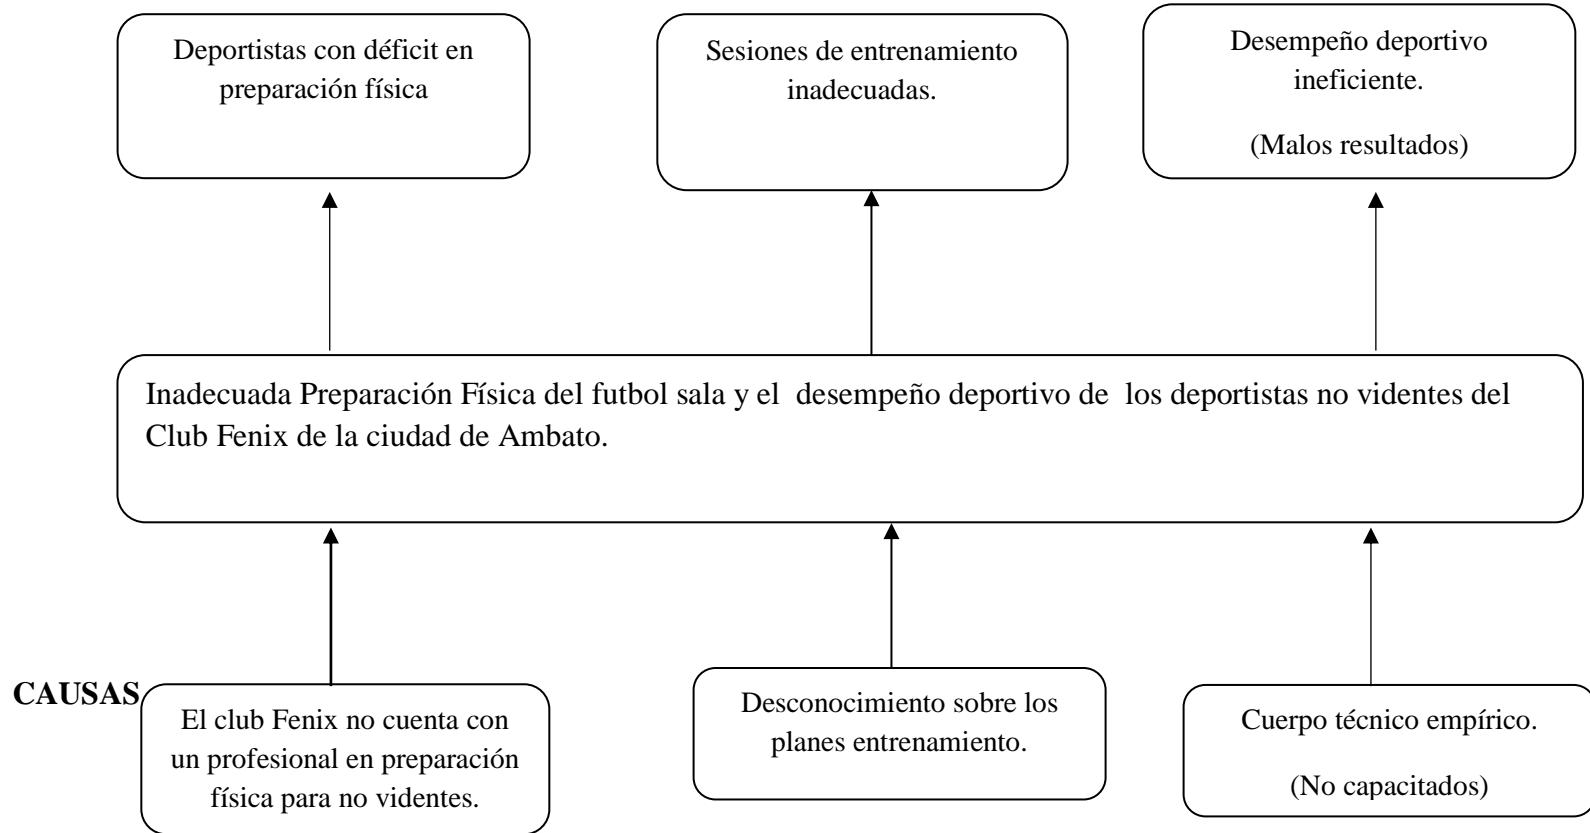 Deportistas con déficit en
preparación física
Sesiones de entrenamiento
inadecuadas.
Desempeño deportivo
ineficiente.
(Malos resultados)
Inadecuada Preparación Física del futbol sala y el  desempeño deportivo de  los deportistas no videntes del
Club Fenix de la ciudad de Ambato.
CAUSAS
El club Fenix no cuenta con
un profesional en preparación
física para no videntes.
Desconocimiento sobre los
planes entrenamiento.
Cuerpo técnico empírico.
(No capacitados)